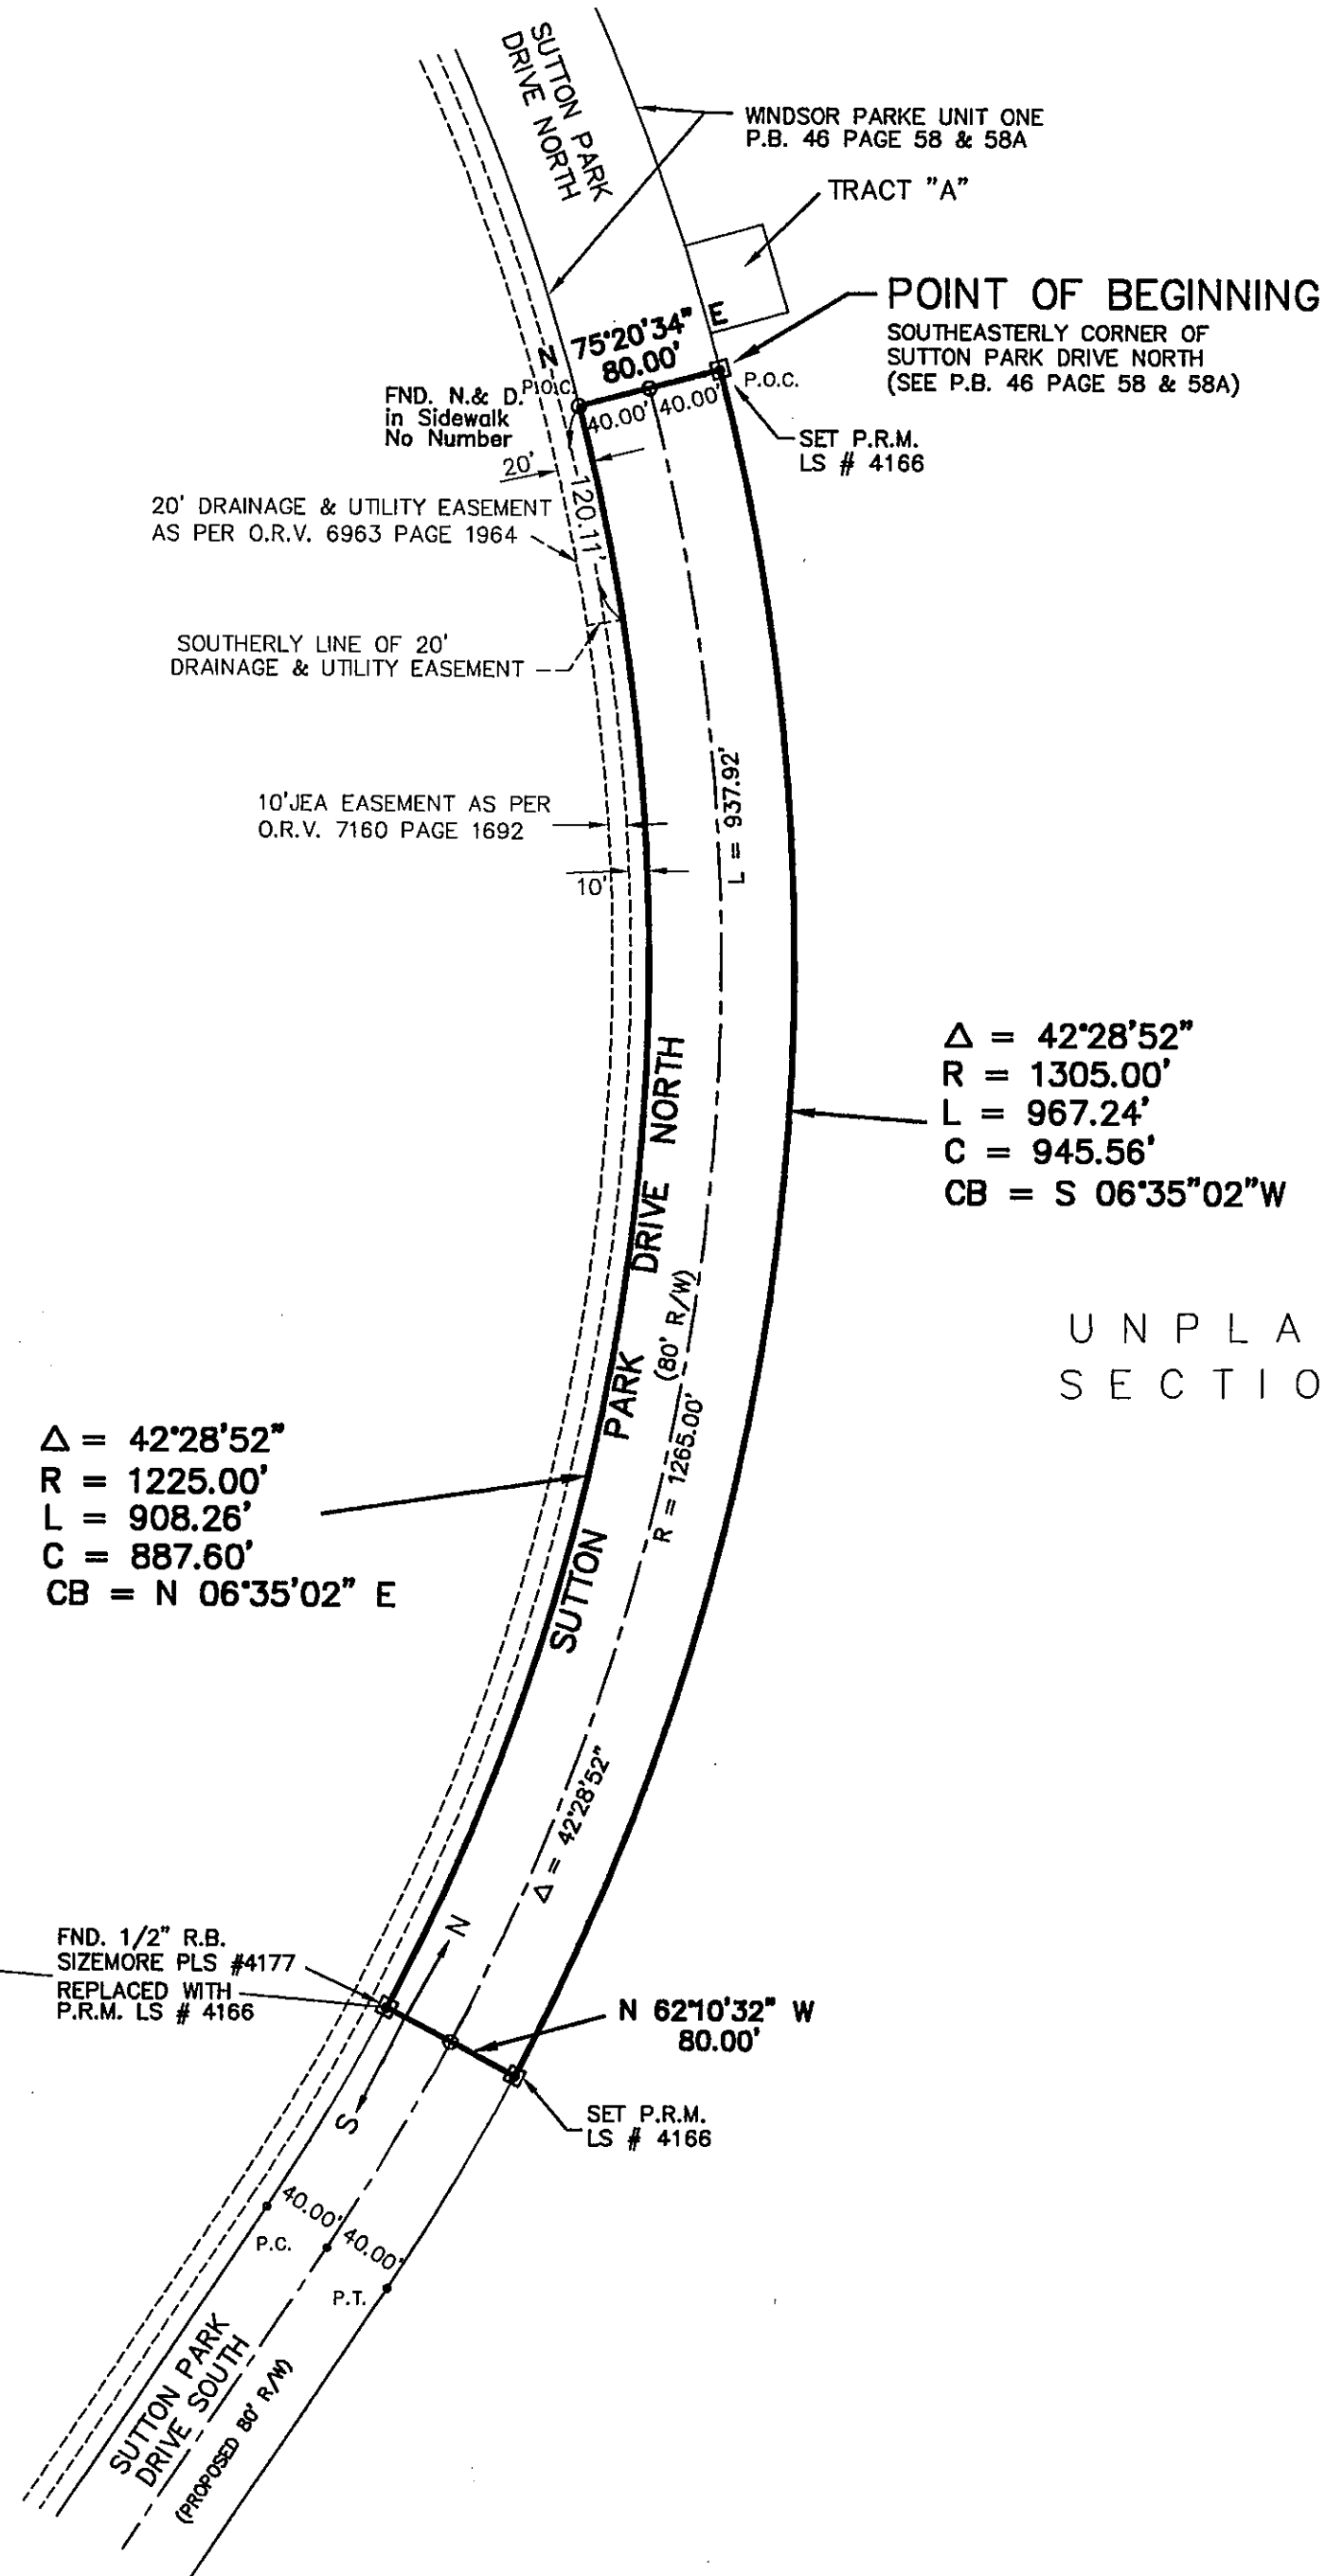 SUTTON PARK
DRIVE NORTH
WINDSOR PARKE UNIT ONE
P.B. 46 PAGE 58 & 58A
TRACT "A"
POINT OF BEGINNING
SOUTHEASTERLY CORNER OF
SUTTON PARK DRIVE NORTH
(SEE P.B. 46 PAGE 58 & 58A)
N 75°20'34" E
80.00'
P.O.C.
P.O.C.
40.00'
40.00'
FND. N.& D.
in Sidewalk
No Number
SET P.R.M.
LS # 4166
20'
120.11'
20' DRAINAGE & UTILITY EASEMENT
AS PER O.R.V. 6963 PAGE 1964
SOUTHERLY LINE OF 20'
DRAINAGE & UTILITY EASEMENT
10'JEA EASEMENT AS PER
O.R.V. 7160 PAGE 1692
10'
L = 937.92'
Δ = 42°28'52"
R = 1305.00'
L = 967.24'
C = 945.56'
CB = S 06°35"02"W
UNPLA
SECTIO
SUTTON PARK DRIVE NORTH
(80' R/W)
R = 1265.00'
Δ = 42°28'52"
R = 1225.00'
L = 908.26'
C = 887.60'
CB = N 06°35'02" E
Δ = 42°28'52"
FND. 1/2" R.B.
SIZEMORE PLS #4177
REPLACED WITH
P.R.M. LS # 4166
N
S
N 62°10'32" W
80.00'
SET P.R.M.
LS # 4166
40.00'
40.00'
P.C.
P.T.
SUTTON PARK
DRIVE SOUTH
(PROPOSED 80' R/W)